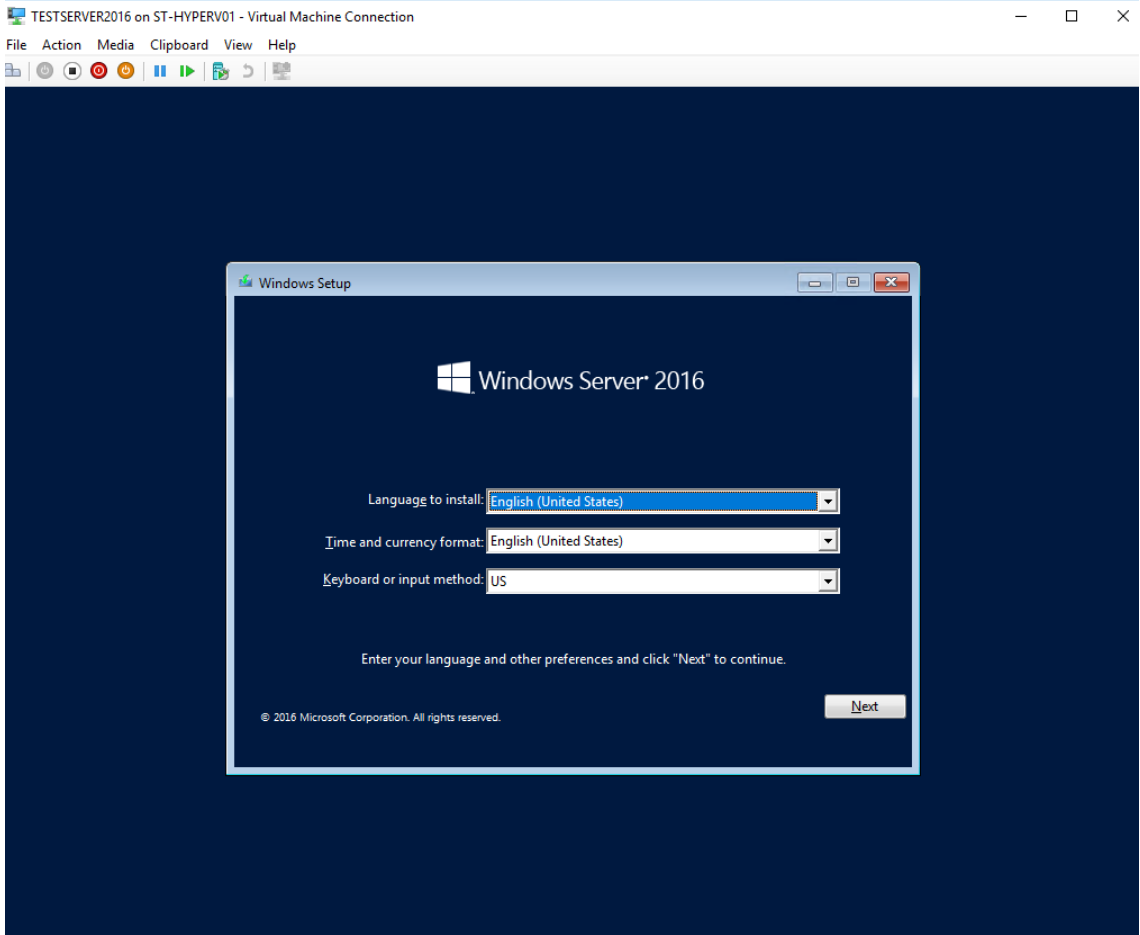 TESTSERVER2016 on ST-HYPERV01 - Virtual Machine Connection
File Action Media Clipboard View Help
Windows Setup
Windows Server 2016
Language to install: English (United States)
Time and currency format: English (United States)
Keyboard or input method: US
Enter your language and other preferences and click "Next" to continue.
Next
© 2016 Microsoft Corporation. All rights reserved.